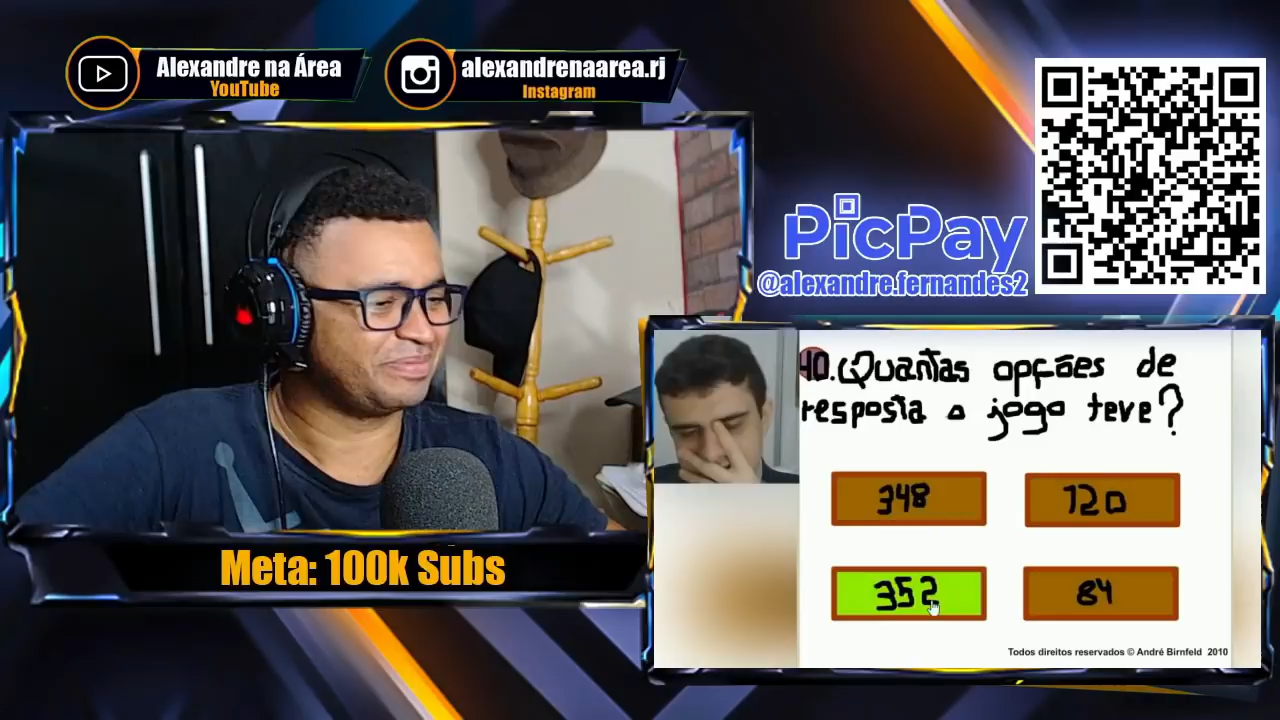 Alexandre na Área
YouTube
alexandrenaarea.rj
Instagram
PicPay
@alexandre.fernandes2
40.Quantas opções de
resposta o jogo teve?
348
120
352
84
Todos direitos reservados © André Birnfeld 2010
Meta: 100k Subs